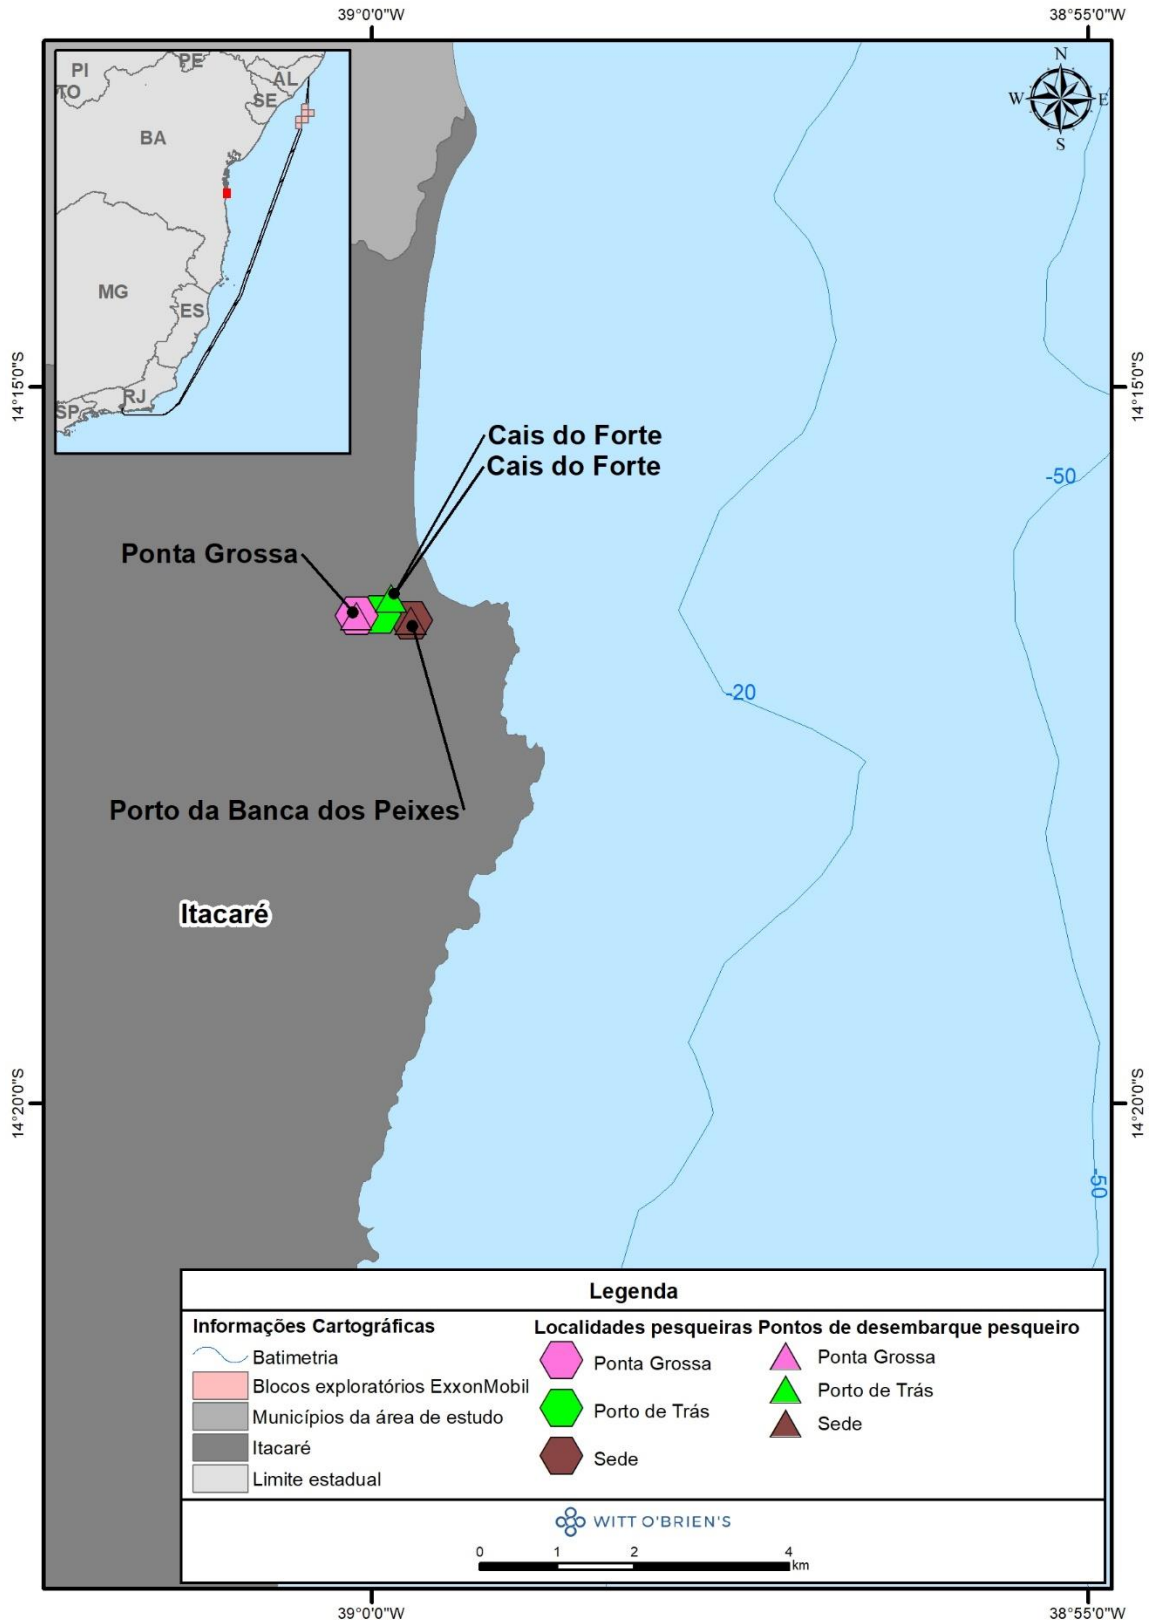 39°0'0"W
38°55'0"W
PI
PE
TO
AL
SE
BA
MG
ES
RJ
SP
N
W
E
S
14°15'0"S
14°15'0"S
Cais do Forte
Cais do Forte
-50
Ponta Grossa
-20
Porto da Banca dos Peixes
Itacaré
14°20'0"S
14°20'0"S
-50
Legenda
Informações Cartográficas
Batimetria
Blocos exploratórios ExxonMobil
Municípios da área de estudo
Itacaré
Limite estadual
Localidades pesqueiras
Ponta Grossa
Porto de Trás
Sede
Pontos de desembarque pesqueiro
Ponta Grossa
Porto de Trás
Sede
WITT O'BRIEN'S
0 1 2 4
km
39°0'0"W
38°55'0"W